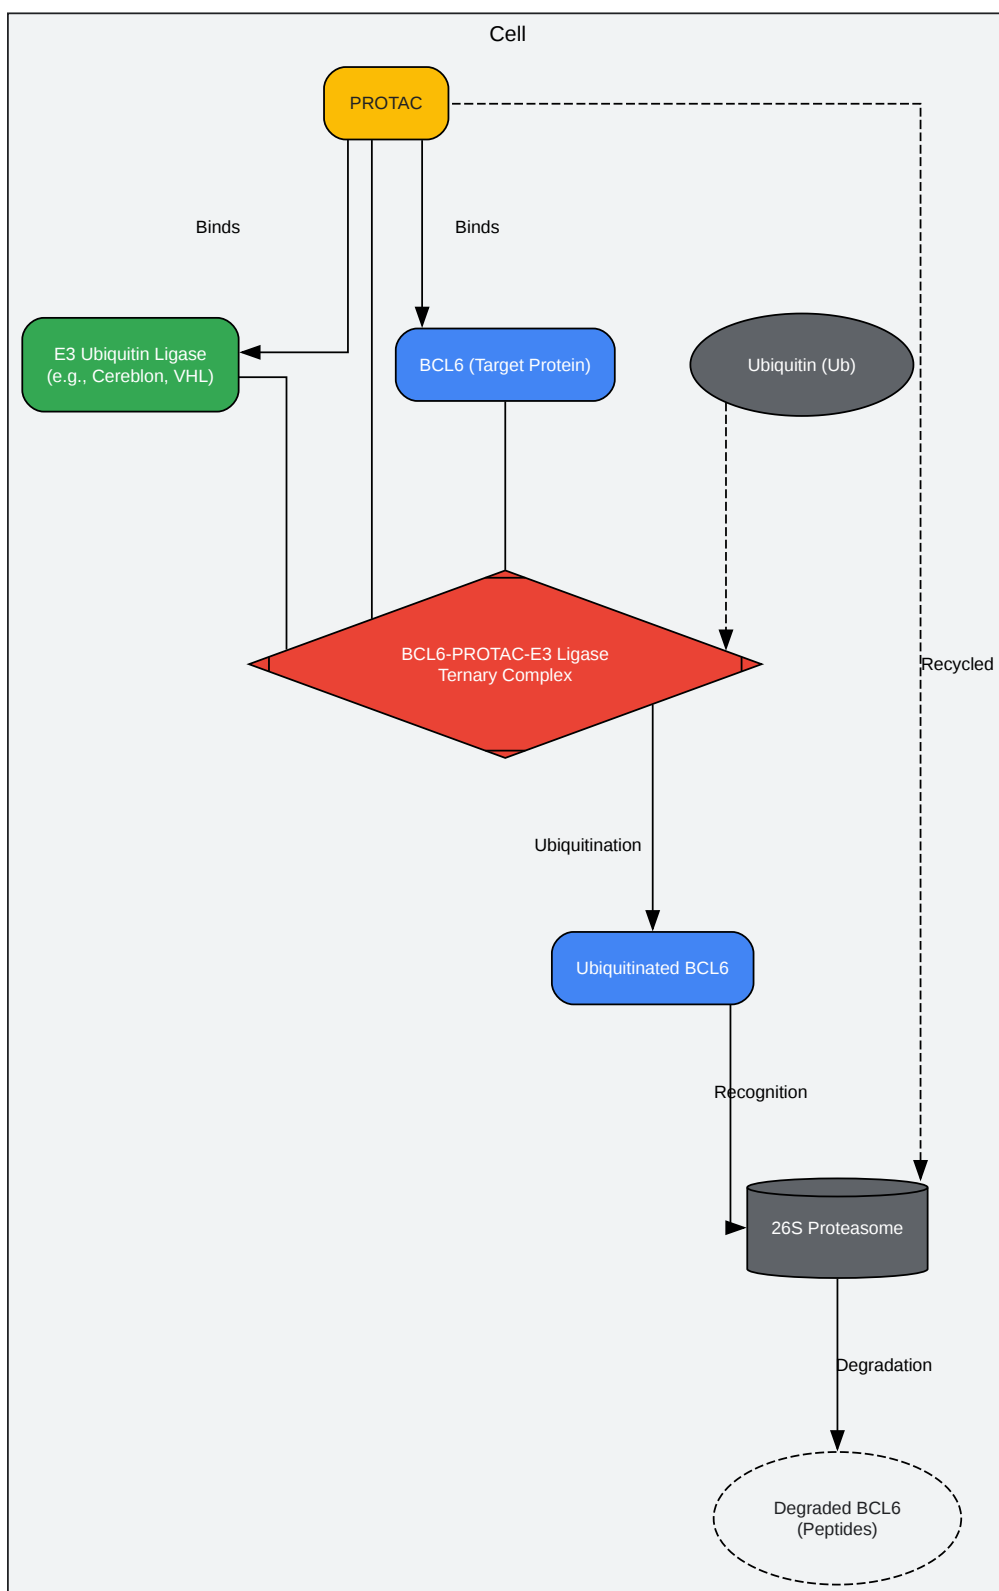 Cell
PROTAC
Binds
Binds
E3 Ubiquitin Ligase
(e.g., Cereblon, VHL)
BCL6 (Target Protein)
Ubiquitin (Ub)
BCL6-PROTAC-E3 Ligase
Ternary Complex
Recycled
Ubiquitination
Ubiquitinated BCL6
Recognition
26S Proteasome
Degradation
Degraded BCL6
(Peptides)